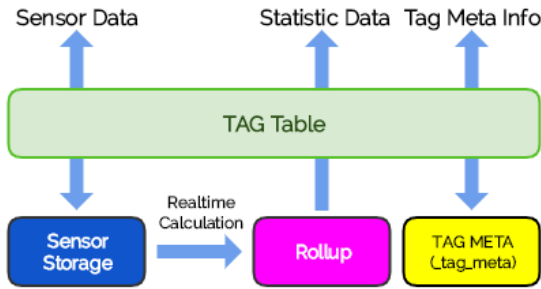 Sensor Data
Statistic Data
Tag Meta Info
TAG Table
Realtime
Calculation
Sensor
Storage
Rollup
TAG META
(_tag_meta)